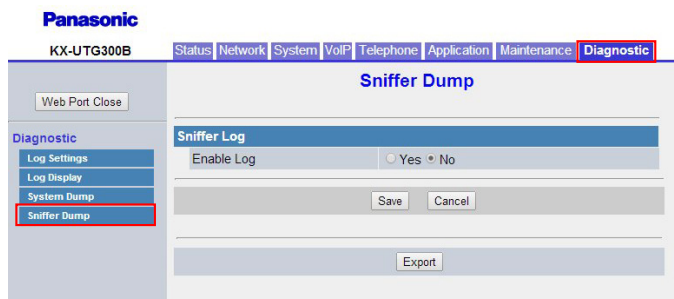 Panasonic
KX-UTG300B
Status Network System VoIP Telephone Application Maintenance Diagnostic
Web Port Close
Diagnostic
Log Settings
Log Display
System Dump
Sniffer Dump
Sniffer Dump
Sniffer Log
Enable Log Yes No
Save Cancel
Export